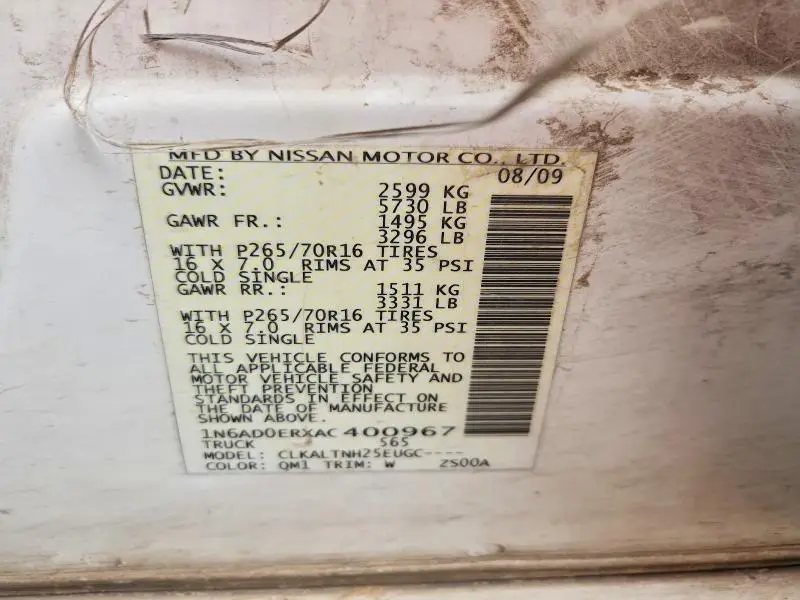 MFD BY NISSAN MOTOR CO., LTD.
DATE: 08/09
GVWR: 2599 KG
5730 LB
GAWR FR.: 1495 KG
3296 LB
WITH P265/70R16 TIRES
16 X 7.0 RIMS AT 35 PSI
COLD SINGLE
GAWR RR.: 1511 KG
3331 LB
WITH P265/70R16 TIRES
16 X 7.0 RIMS AT 35 PSI
COLD SINGLE
THIS VEHICLE CONFORMS TO
ALL APPLICABLE FEDERAL
MOTOR VEHICLE SAFETY AND
THEFT PREVENTION
STANDARDS IN EFFECT ON
THE DATE OF MANUFACTURE
SHOWN ABOVE.
1N6AD0ERXAC400967
TRUCK 565
MODEL: CLKALTNH25EUGC----
COLOR: QM1 TRIM: W 2S00A